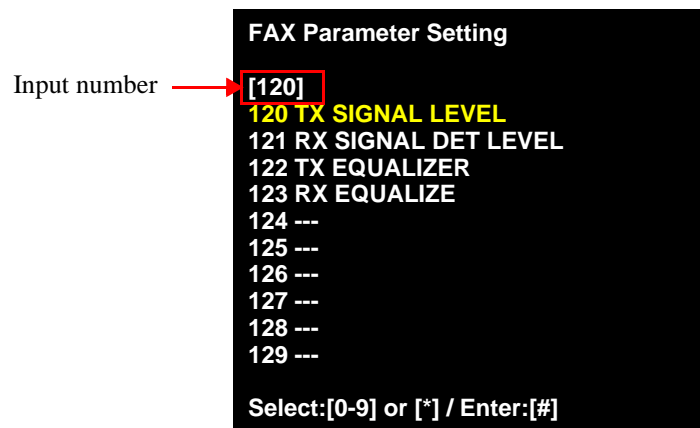 FAX Parameter Setting
Input number
[120]
120 TX SIGNAL LEVEL
121 RX SIGNAL DET LEVEL
122 TX EQUALIZER
123 RX EQUALIZE
124 ---
125 ---
126 ---
127 ---
128 ---
129 ---
Select:[0-9] or [*] / Enter:[#]